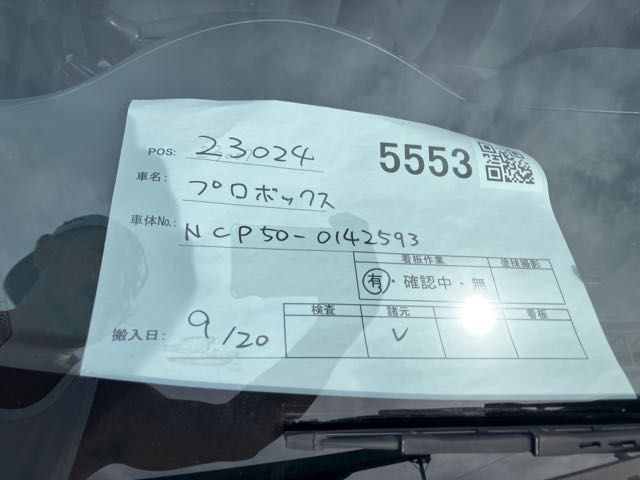 POS: 23024 5553
車名: プロボックス
車体No.: NCP50-0142593
看板作業 塗抹撮影
有・確認中・無
検査 諸元 看板
搬入日: 9/20 V